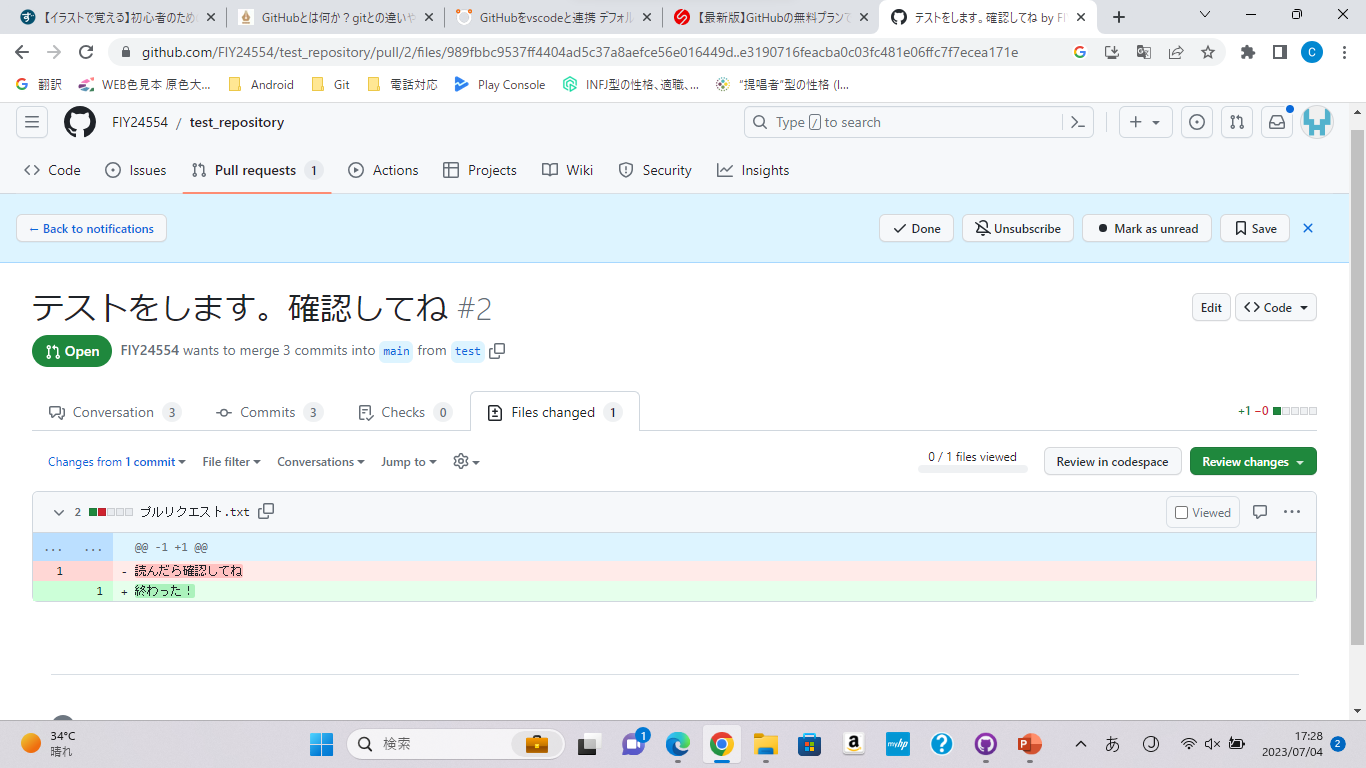 【イラストで覚える】初心者のため
GitHubとは何か？gitとの違いや
GitHubをvscodeと連携 デフォル
【最新版】GitHubの無料プランで
テストをします。確認してね by FI
github.com/FIY24554/test_repository/pull/2/files/989fbbc9537ff4404ad5c37a8aefce56e016449d..e3190716feacba0c03fc481e06ffc7f7ecea171e
C
翻訳
WEB色見本 原色大...
Android
Git
電話対応
Play Console
INFJ型の性格、適職、...
"提唱者"型の性格 (I...
FIY24554 / test_repository
Type / to search
Code
Issues
Pull requests 1
Actions
Projects
Wiki
Security
Insights
← Back to notifications
Done
Unsubscribe
Mark as unread
Save
テストをします。確認してね #2
Edit
Code
Open
FIY24554 wants to merge 3 commits into main from test
Conversation 3
Commits 3
Checks 0
Files changed 1
+1 −0
Changes from 1 commit
File filter
Conversations
Jump to
0 / 1 files viewed
Review in codespace
Review changes
2
プルリクエスト.txt
Viewed
... ... @@ -1 +1 @@
1 - 読んだら確認してね
1 + 終わった！
34°C
晴れ
検索
1
a
myhp
あ
17:28
2023/07/04
2